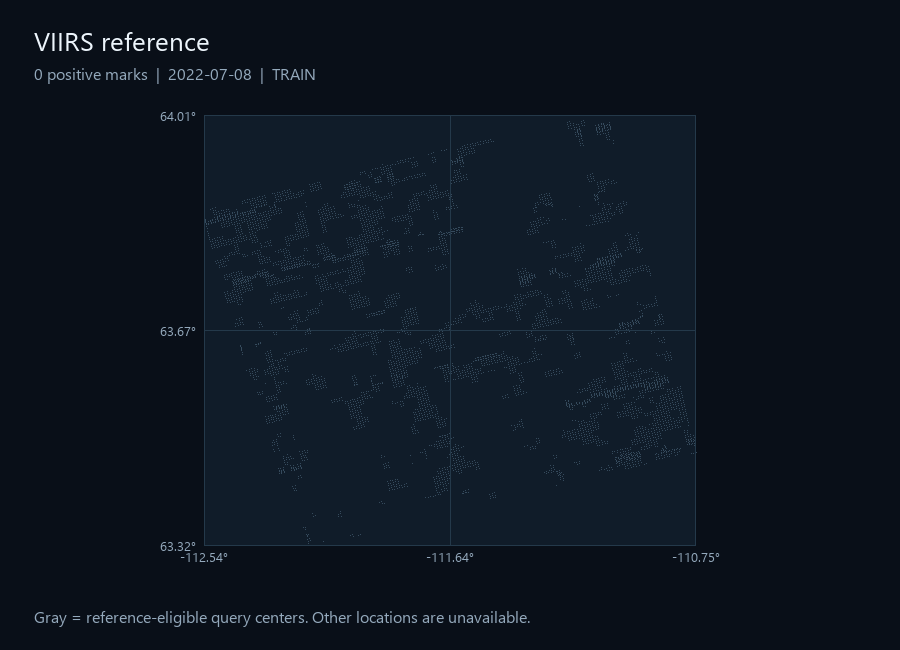 VIIRS reference
0 positive marks | 2022-07-08 | TRAIN
64.01°
63.67°
63.32°
-112.54° -111.64° -110.75°
Gray = reference-eligible query centers. Other locations are unavailable.